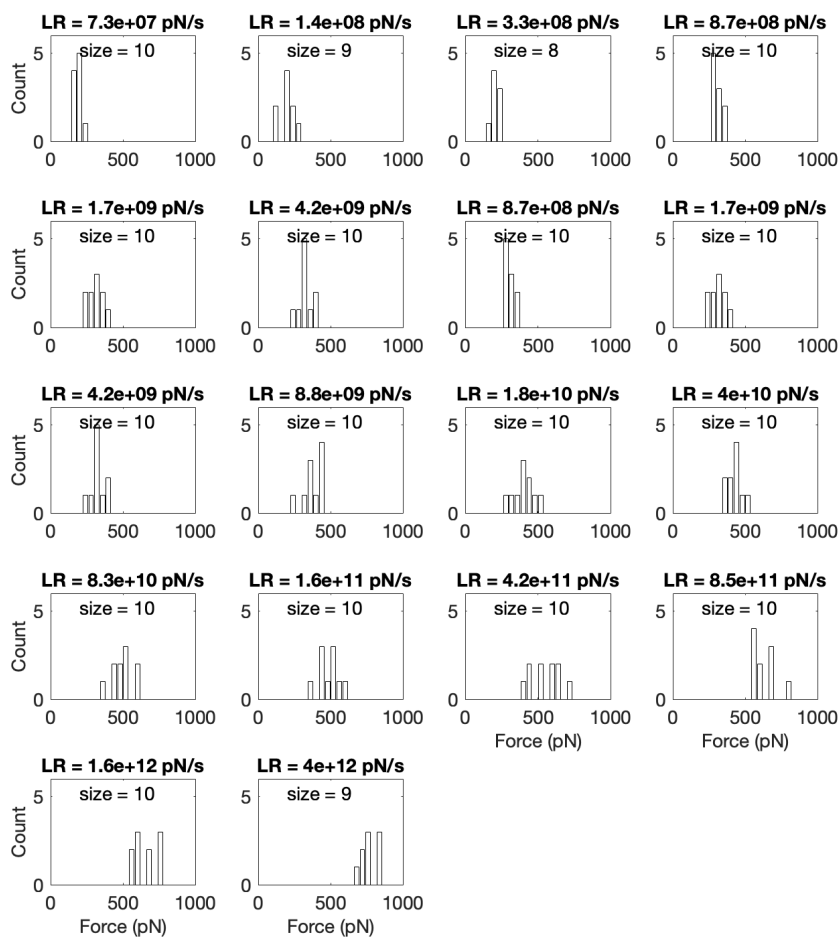 LR = 7.3e+07 pN/s LR = 1.4e+08 pN/s LR = 3.3e+08 pN/s LR = 8.7e+08 pN/s
size = 10 size = 9 size = 8 size = 10
Count
5 5 5 5
0 0 0 0
0 500 1000 0 500 1000 0 500 1000 0 500 1000
LR = 1.7e+09 pN/s LR = 4.2e+09 pN/s LR = 8.7e+08 pN/s LR = 1.7e+09 pN/s
size = 10 size = 10 size = 10 size = 10
Count
5 5 5 5
0 0 0 0
0 500 1000 0 500 1000 0 500 1000 0 500 1000
LR = 4.2e+09 pN/s LR = 8.8e+09 pN/s LR = 1.8e+10 pN/s LR = 4e+10 pN/s
size = 10 size = 10 size = 10 size = 10
Count
5 5 5 5
0 0 0 0
0 500 1000 0 500 1000 0 500 1000 0 500 1000
LR = 8.3e+10 pN/s LR = 1.6e+11 pN/s LR = 4.2e+11 pN/s LR = 8.5e+11 pN/s
size = 10 size = 10 size = 10 size = 10
Count
5 5 5 5
0 0 0 0
0 500 1000 0 500 1000 0 500 1000 0 500 1000
Force (pN) Force (pN)
LR = 1.6e+12 pN/s LR = 4e+12 pN/s
size = 10 size = 9
Count
5 5
0 0
0 500 1000 0 500 1000
Force (pN) Force (pN)